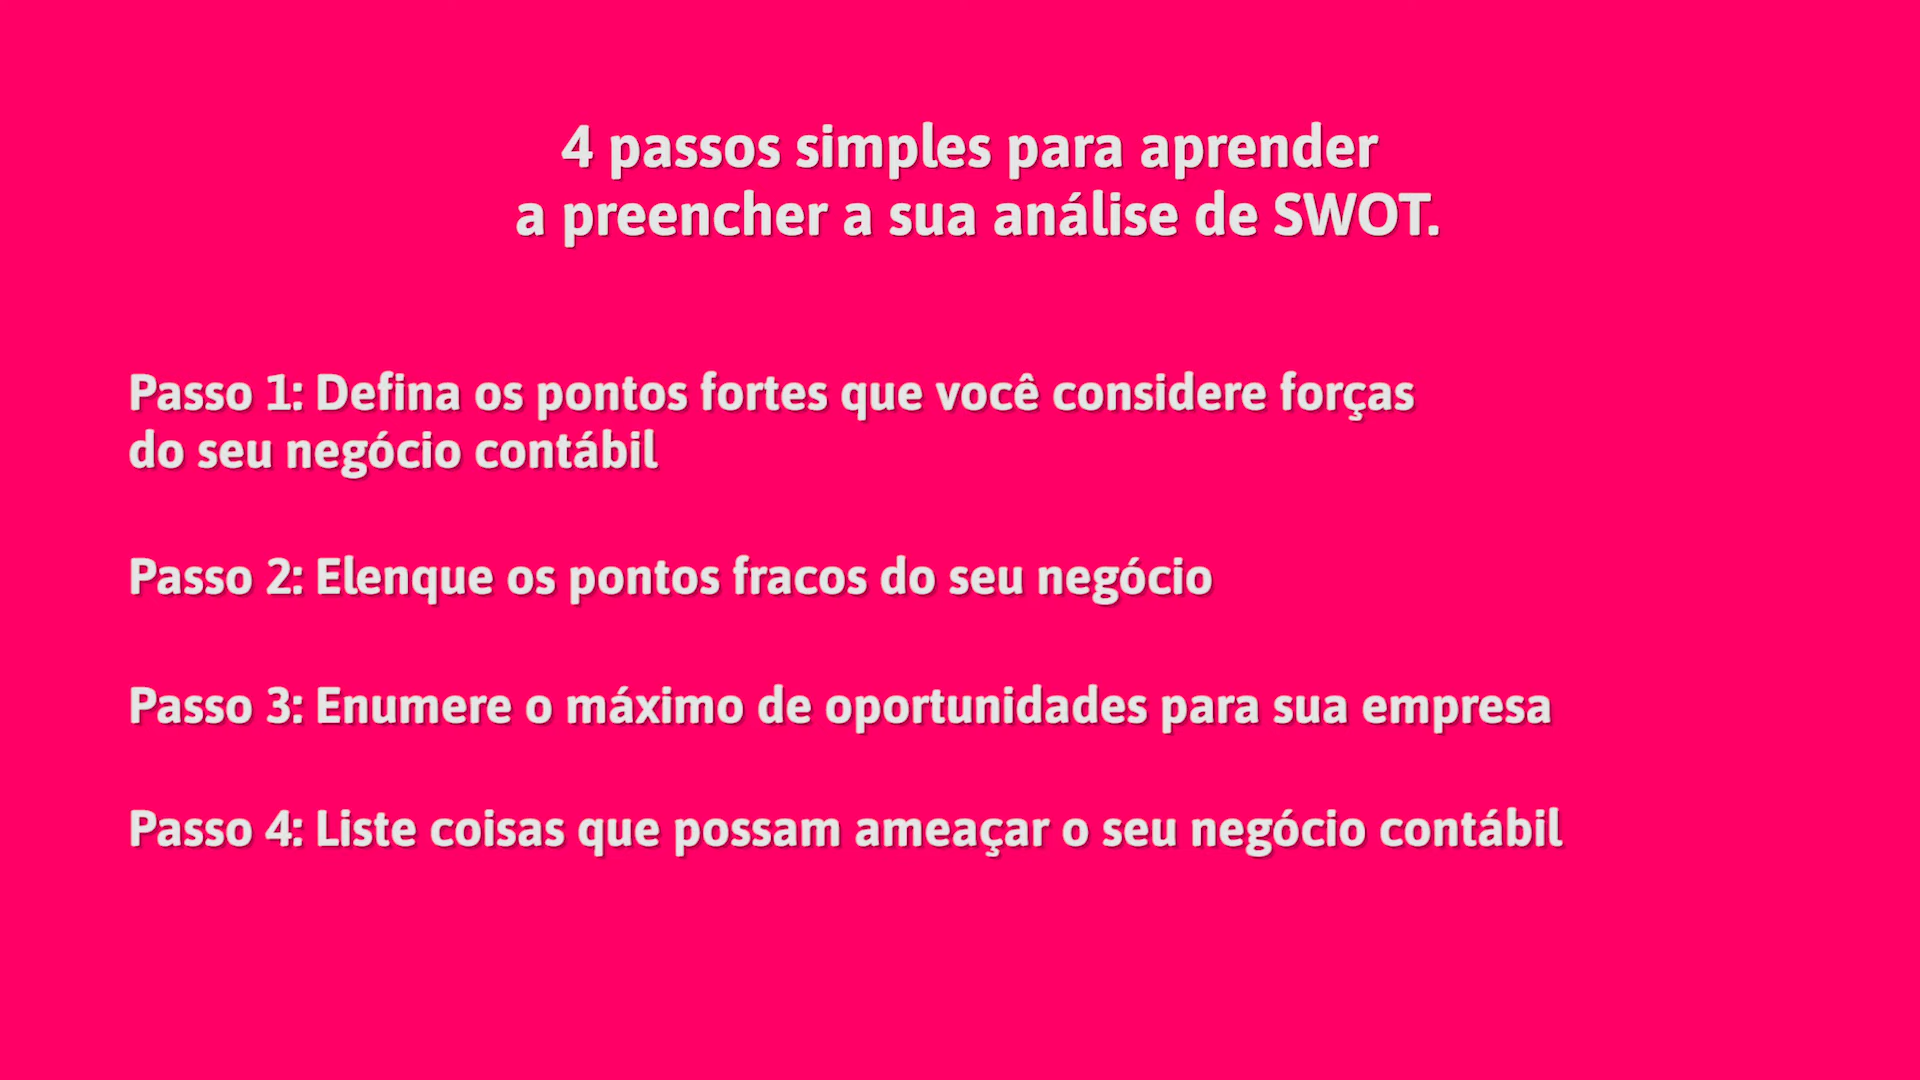 4 passos simples para aprender
a preencher a sua análise de SWOT.
Passo 1: Defina os pontos fortes que você considere forças
do seu negócio contábil
Passo 2: Elenque os pontos fracos do seu negócio
Passo 3: Enumere o máximo de oportunidades para sua empresa
Passo 4: Liste coisas que possam ameaçar o seu negócio contábil